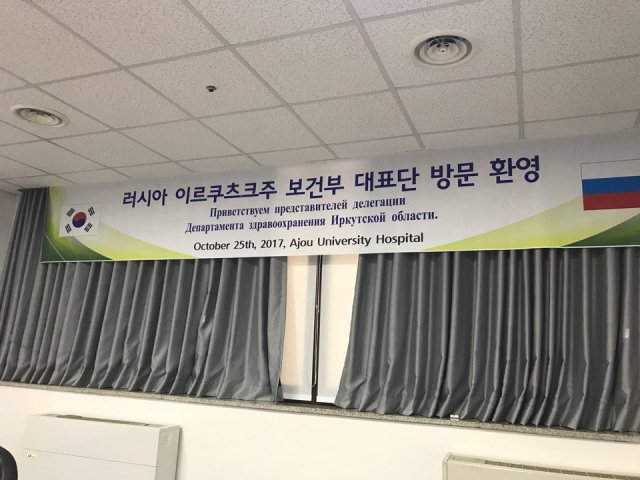 러시아 이르쿠츠크주 보건부 대표단 방문 환영
Приветствуем представителей делегации
Департамента здравоохранения Иркутской области.
October 25th, 2017, Ajou University Hospital